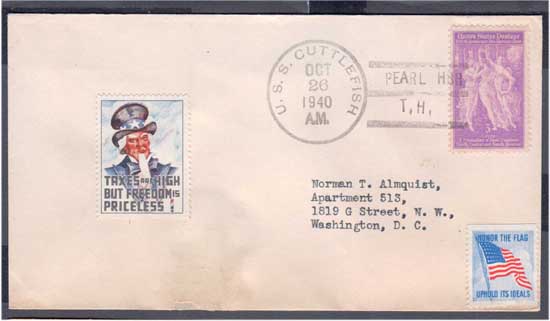 U. S. S. CUTTLEFISH
OCT
26
1940
A.M.
PEARL HBR.
T.H.
United States Postage
3¢
TAXES ARE HIGH
BUT FREEDOM IS
PRICELESS!
Norman T. Almquist,
Apartment 513,
1819 G Street, N. W.,
Washington, D. C.
HONOR THE FLAG
UPHOLD ITS IDEALS